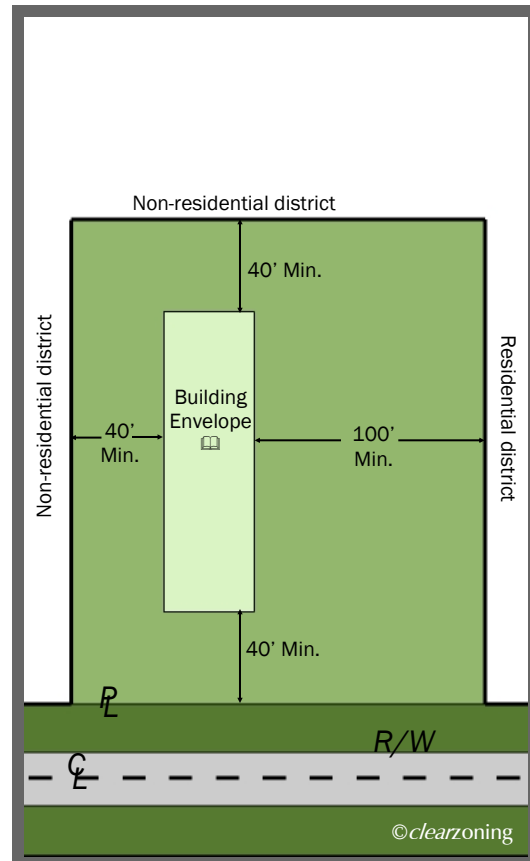 Non-residential district
40’ Min.
Non-residential district
Residential district
Building
Envelope
40’
Min.
100’
Min.
40’ Min.
PL
R/W
CL
©clearzoning